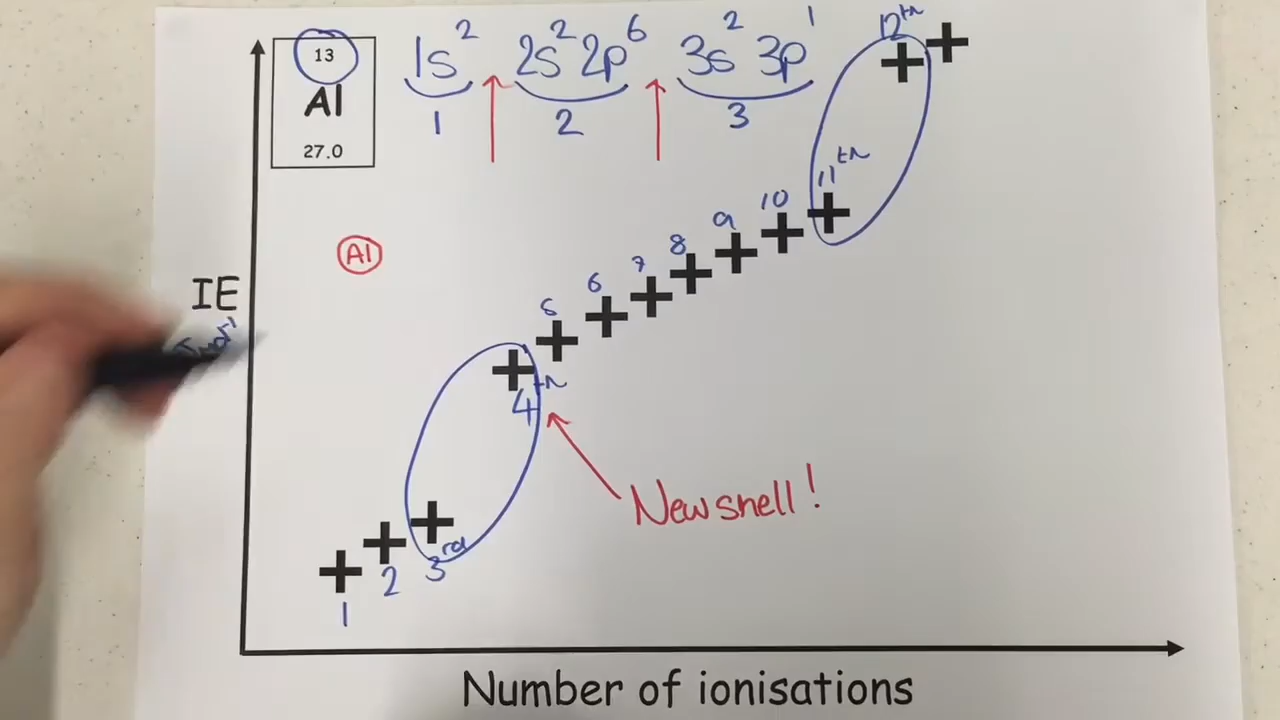 13
Al
27.0
1s² 2s² 2p⁶ 3s² 3p¹
1 2 3
12th
11th
10
9
8
7
6
5
4th
3rd
2
1
Al
IE
New shell!
Number of ionisations